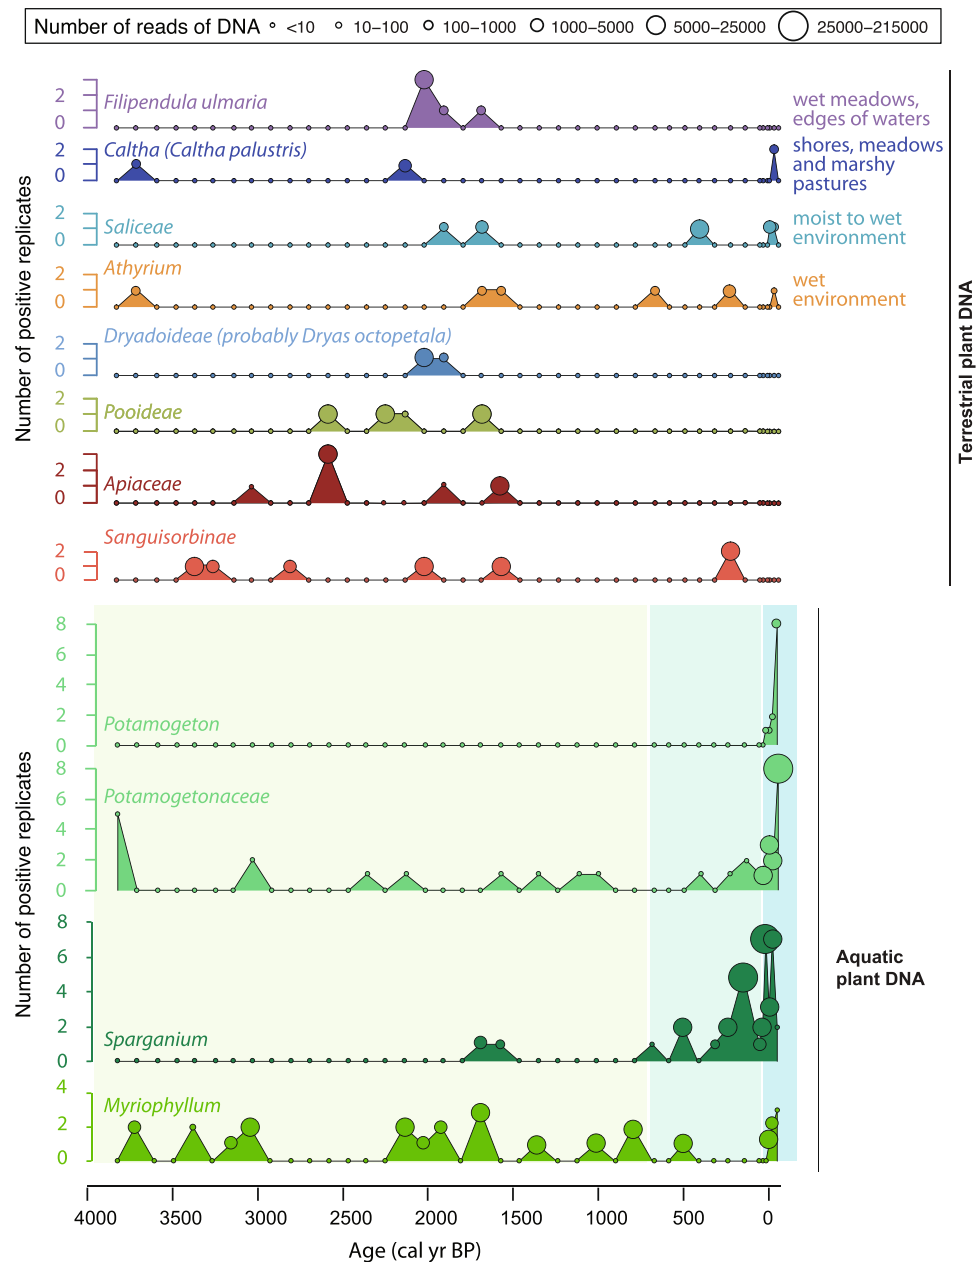 Number of reads of DNA <10 10–100 100–1000 1000–5000 5000–25000 25000–215000
Number of positive replicates
2
0
Filipendula ulmaria
wet meadows,
edges of waters
2
0
Caltha (Caltha palustris)
shores, meadows
and marshy
pastures
2
0
Saliceae
moist to wet
environment
2
0
Athyrium
wet
environment
2
0
Dryadoideae (probably Dryas octopetala)
2
0
Pooideae
2
0
Apiaceae
2
0
Sanguisorbinae
Terrestrial plant DNA
Number of positive replicates
8
6
4
2
0
Potamogeton
8
6
4
2
0
Potamogetonaceae
8
6
4
2
0
Sparganium
4
2
0
Myriophyllum
Aquatic
plant DNA
4000 3500 3000 2500 2000 1500 1000 500 0
Age (cal yr BP)